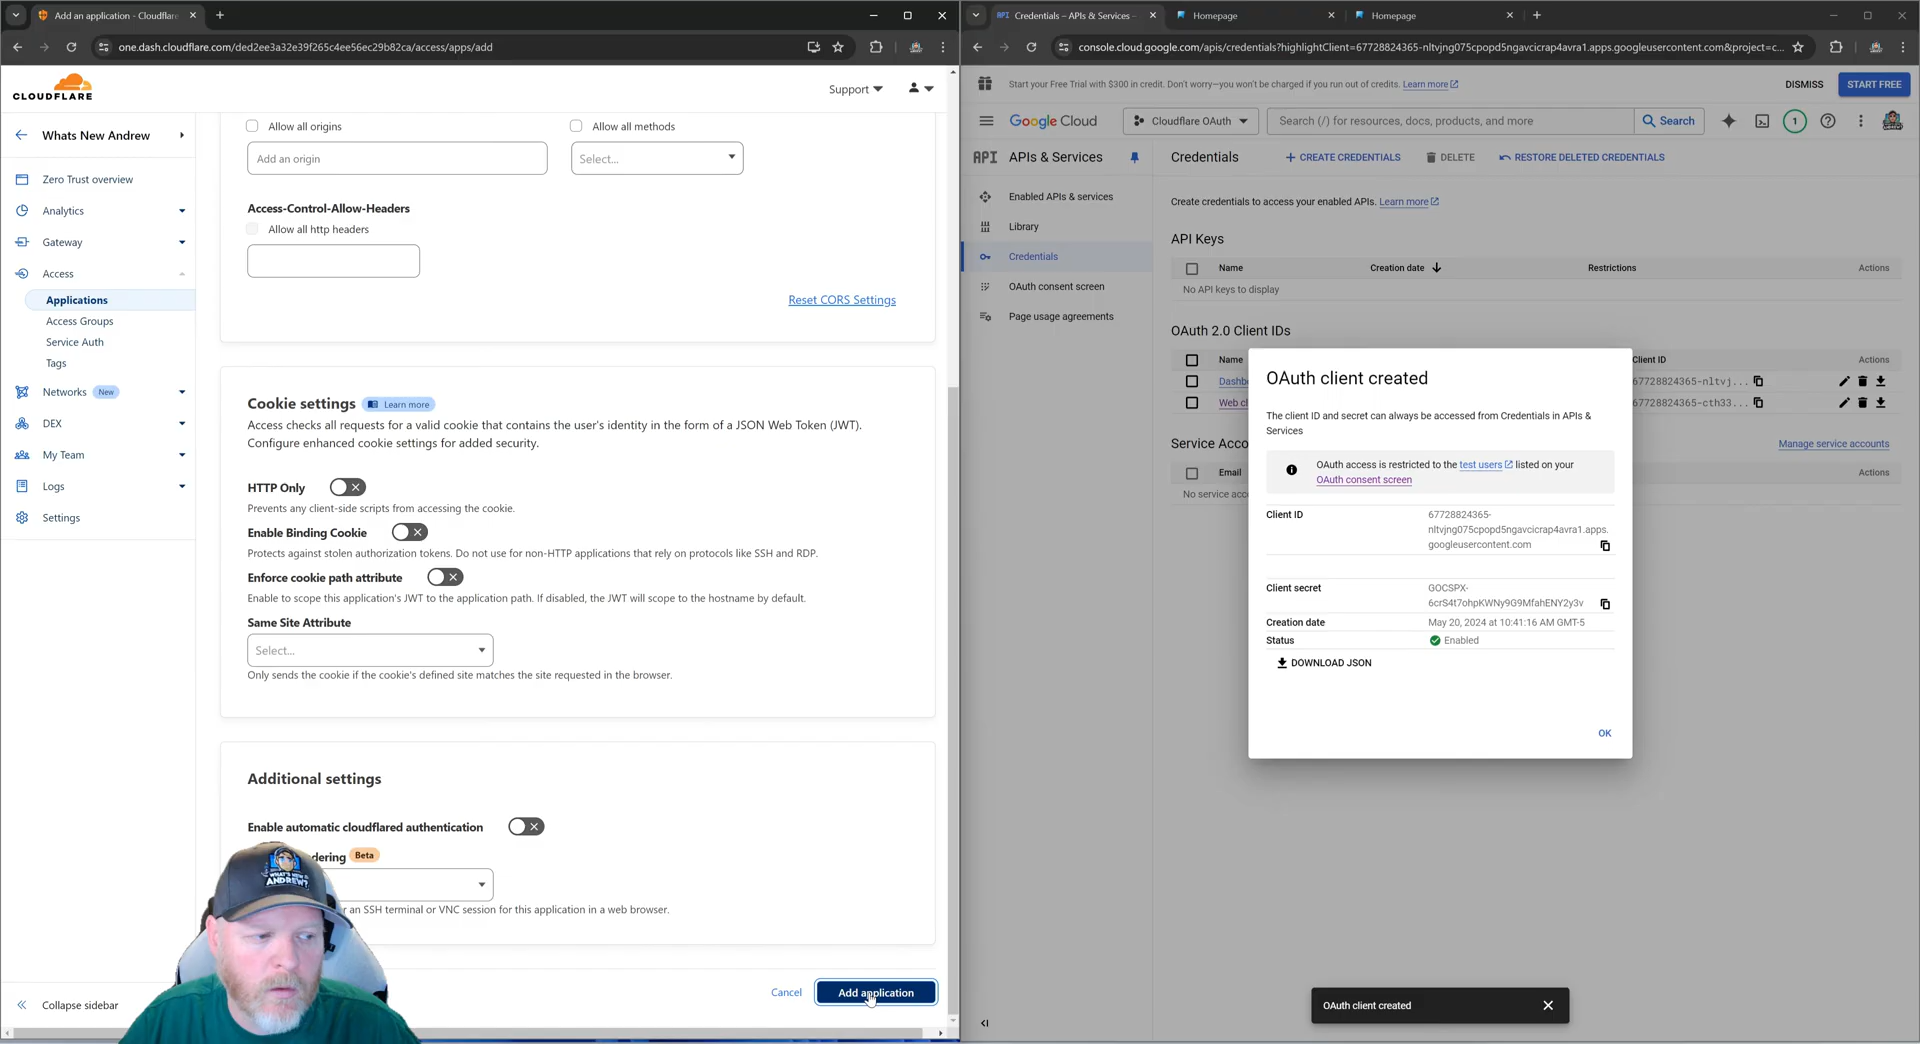 Add an application - Cloudflare
one.dash.cloudflare.com/ded2ee3a32e39f265c4ee56ec29b82ca/access/apps/add
CLOUDFLARE
Support
Whats New Andrew
Zero Trust overview
Analytics
Gateway
Access
Applications
Access Groups
Service Auth
Tags
Networks New
DEX
My Team
Logs
Settings
Collapse sidebar
Allow all origins
Allow all methods
Add an origin
Select...
Access-Control-Allow-Headers
Allow all http headers
Reset CORS Settings
Cookie settings Learn more
Access checks all requests for a valid cookie that contains the user's identity in the form of a JSON Web Token (JWT).
Configure enhanced cookie settings for added security.
HTTP Only
Prevents any client-side scripts from accessing the cookie.
Enable Binding Cookie
Protects against stolen authorization tokens. Do not use for non-HTTP applications that rely on protocols like SSH and RDP.
Enforce cookie path attribute
Enable to scope this application's JWT to the application path. If disabled, the JWT will scope to the hostname by default.
Same Site Attribute
Select...
Only sends the cookie if the cookie's defined site matches the site requested in the browser.
Additional settings
Enable automatic cloudflared authentication
dering Beta
r an SSH terminal or VNC session for this application in a web browser.
Cancel
Add application
WHAT'S NEW
ANDREW?
API Credentials – APIs & Services -
Homepage
Homepage
console.cloud.google.com/apis/credentials?highlightClient=67728824365-nltvjng075cpopd5ngavcicrap4avra1.apps.googleusercontent.com&project=c...
Start your Free Trial with $300 in credit. Don't worry—you won't be charged if you run out of credits. Learn more
DISMISS
START FREE
Google Cloud
Cloudflare OAuth
Search (/) for resources, docs, products, and more
Search
1
API APIs & Services
Credentials
+ CREATE CREDENTIALS
DELETE
RESTORE DELETED CREDENTIALS
Enabled APIs & services
Library
Credentials
OAuth consent screen
Page usage agreements
Create credentials to access your enabled APIs. Learn more
API Keys
Name
Creation date
Restrictions
Actions
No API keys to display
OAuth 2.0 Client IDs
Name
Client ID
Actions
Dashb
67728824365-nltvj...
Web cl
67728824365-cth33...
Service Acco
Manage service accounts
Email
Actions
No service acc
OAuth client created
The client ID and secret can always be accessed from Credentials in APIs &
Services
OAuth access is restricted to the test users listed on your
OAuth consent screen
Client ID
67728824365-
nltvjng075cpopd5ngavcicrap4avra1.apps.
googleusercontent.com
Client secret
GOCSPX-
6crS4t7ohpKWNy9G9MfahENY2y3v
Creation date
May 20, 2024 at 10:41:16 AM GMT-5
Status
Enabled
DOWNLOAD JSON
OK
OAuth client created